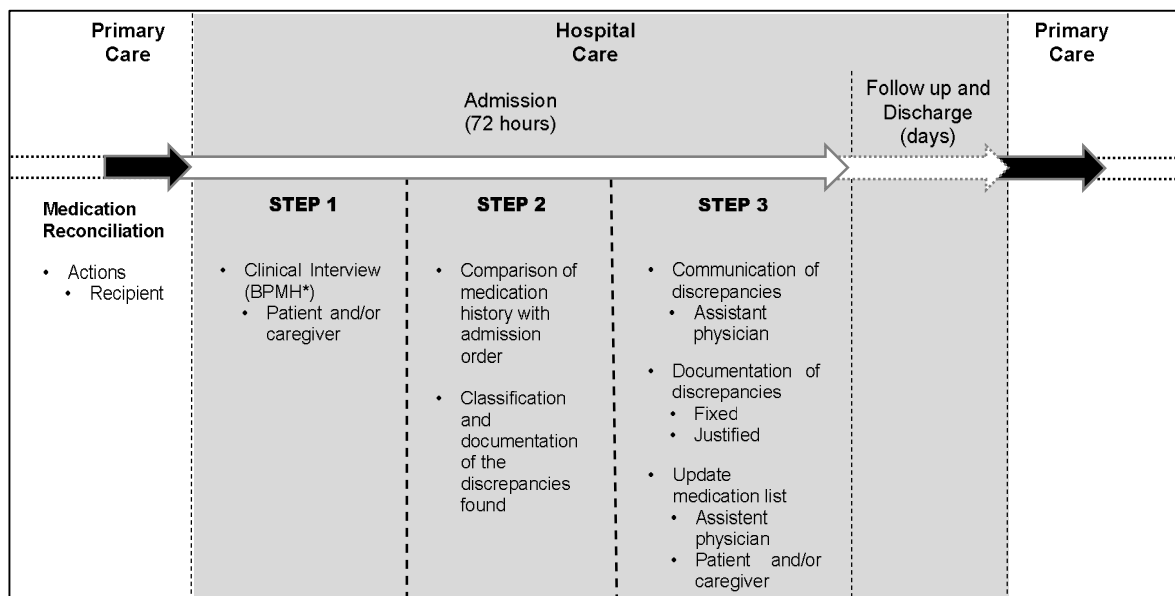 Primary
Care
Hospital
Care
Primary
Care
Admission
(72 hours)
Follow up and
Discharge
(days)
Medication
Reconciliation
• Actions
• Recipient
STEP 1
• Clinical Interview
(BPMH*)
• Patient and/or
caregiver
STEP 2
• Comparison of
medication
history with
admission
order
• Classification
and
documentation
of the
discrepancies
found
STEP 3
• Communication of
discrepancies
• Assistant
physician
• Documentation of
discrepancies
• Fixed
• Justified
• Update
medication list
• Assistent
physician
• Patient and/or
caregiver